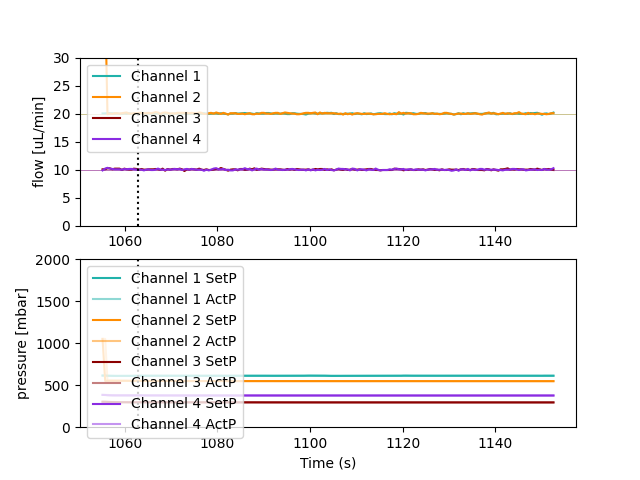 flow [uL/min]
30
25
20
15
10
5
0
Channel 1
Channel 2
Channel 3
Channel 4
1060 1080 1100 1120 1140
pressure [mbar]
2000
1500
1000
500
0
Channel 1 SetP
Channel 1 ActP
Channel 2 SetP
Channel 2 ActP
Channel 3 SetP
Channel 3 ActP
Channel 4 SetP
Channel 4 ActP
1060 1080 1100 1120 1140
Time (s)